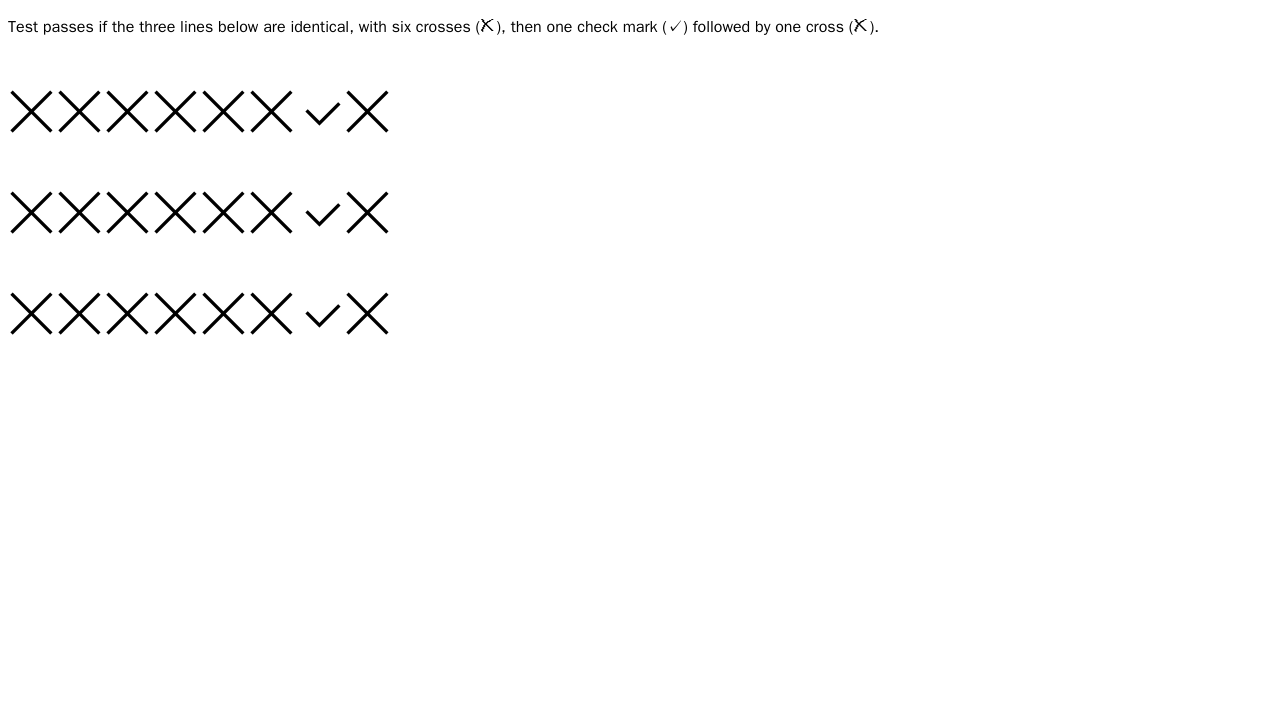 Test passes if the three lines below are identical, with six crosses (☓), then one check mark (✓) followed by one cross (☓).
☓☓☓☓☓☓✓☓
☓☓☓☓☓☓✓☓
☓☓☓☓☓☓✓☓